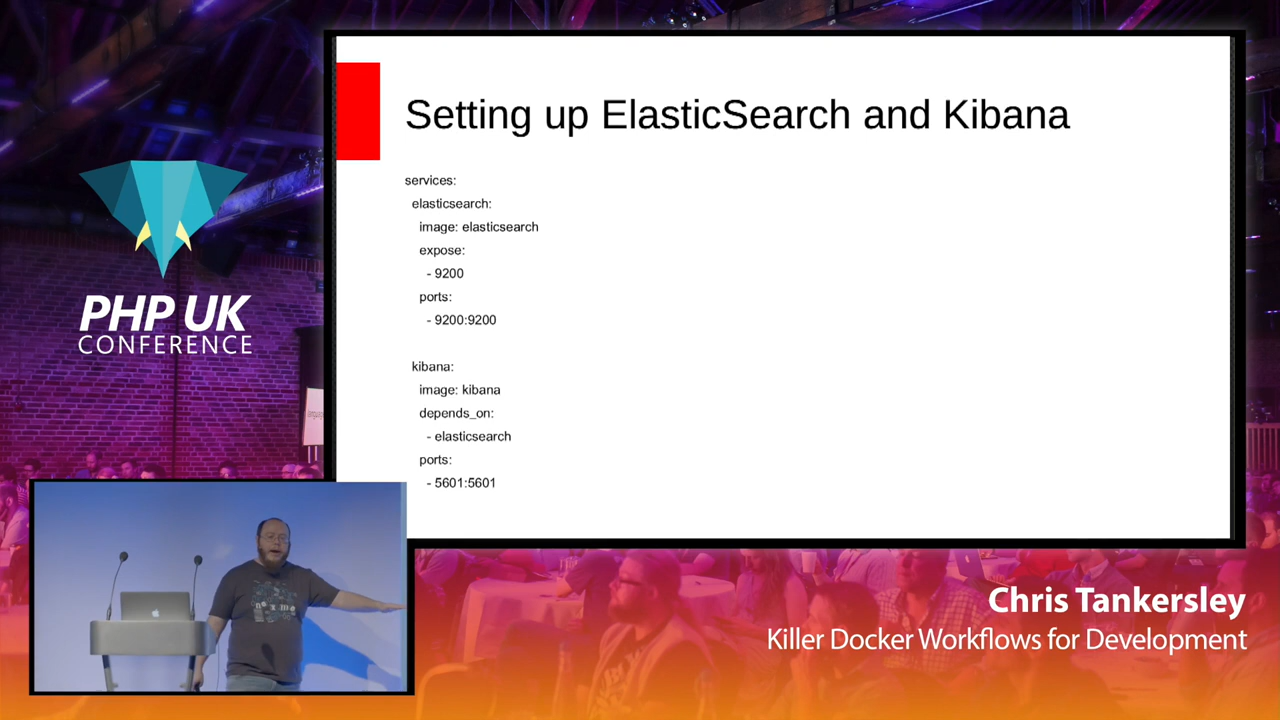 Setting up ElasticSearch and Kibana
services:
elasticsearch:
image: elasticsearch
expose:
- 9200
ports:
- 9200:9200
kibana:
image: kibana
depends_on:
- elasticsearch
ports:
- 5601:5601
PHP UK
CONFERENCE
Chris Tankersley
Killer Docker Workflows for Development